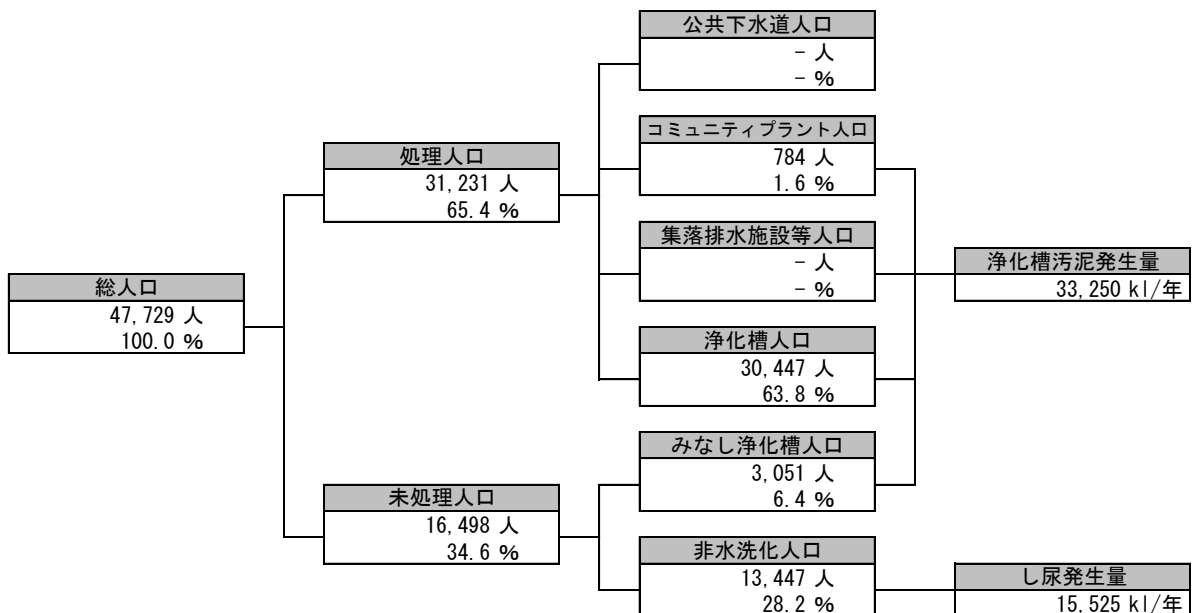 公共下水道人口
- 人
- %
コミュニティプラント人口
784 人
1.6 %
処理人口
31,231 人
65.4 %
集落排水施設等人口
- 人
- %
浄化槽汚泥発生量
33,250 kl/年
総人口
47,729 人
100.0 %
浄化槽人口
30,447 人
63.8 %
みなし浄化槽人口
3,051 人
6.4 %
未処理人口
16,498 人
34.6 %
非水洗化人口
13,447 人
28.2 %
し尿発生量
15,525 kl/年